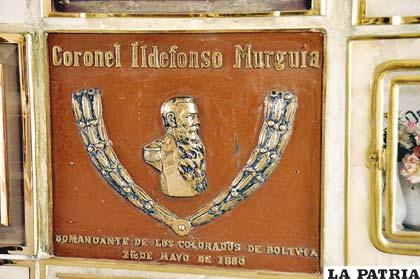 Coronel Ildefonso Murguia
COMANDANTE DE LOS COLORADOS DE BOLIVIA
26 DE MAYO DE 1880
LA PATRIA